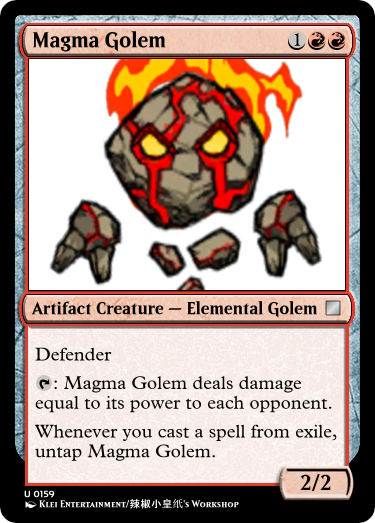 Magma Golem 1
Artifact Creature — Elemental Golem
Defender
: Magma Golem deals damage
equal to its power to each opponent.
Whenever you cast a spell from exile,
untap Magma Golem.
2/2
U 0159
Klei Entertainment/辣椒小皇纸's Workshop